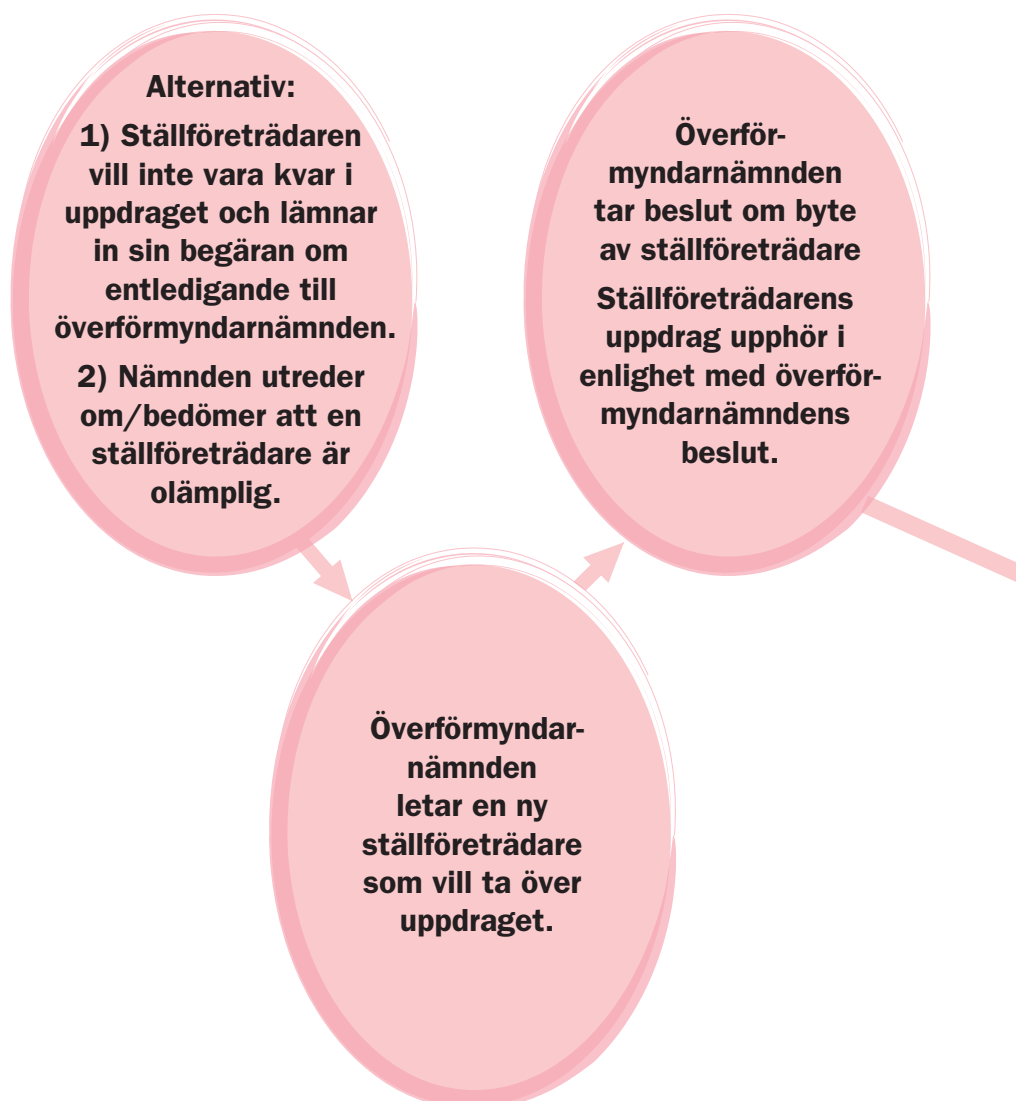 Alternativ:
1) Ställföreträdaren
vill inte vara kvar i
uppdraget och lämnar
in sin begäran om
entledigande till
överförmyndarnämnden.
2) Nämnden utreder
om/bedömer att en
ställföreträdare är
olämplig.
Överförmyndar-
nämnden
letar en ny
ställföreträdare
som vill ta över
uppdraget.
Överför-
myndarnämnden
tar beslut om byte
av ställföreträdare
Ställföreträdarens
uppdrag upphör i
enlighet med överför-
myndarnämndens
beslut.